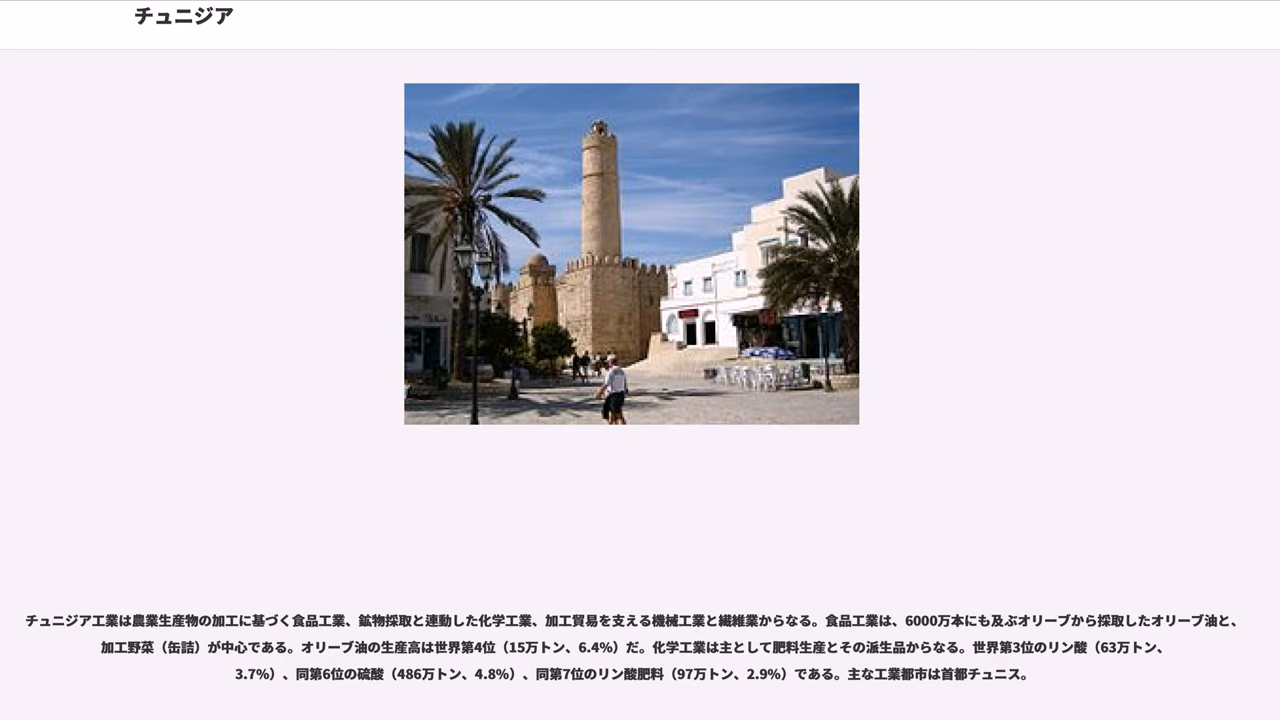 チュニジア
チュニジア工業は農業生産物の加工に基づく食品工業、鉱物採取と連動した化学工業、加工貿易を支える機械工業と繊維業からなる。食品工業は、6000万本にも及ぶオリーブから採取したオリーブ油と、
加工野菜（缶詰）が中心である。オリーブ油の生産高は世界第4位（15万トン、6.4%）だ。化学工業は主として肥料生産とその派生品からなる。世界第3位のリン酸（63万トン、
3.7%）、同第6位の硫酸（486万トン、4.8%）、同第7位のリン酸肥料（97万トン、2.9%）である。主な工業都市は首都チュニス。